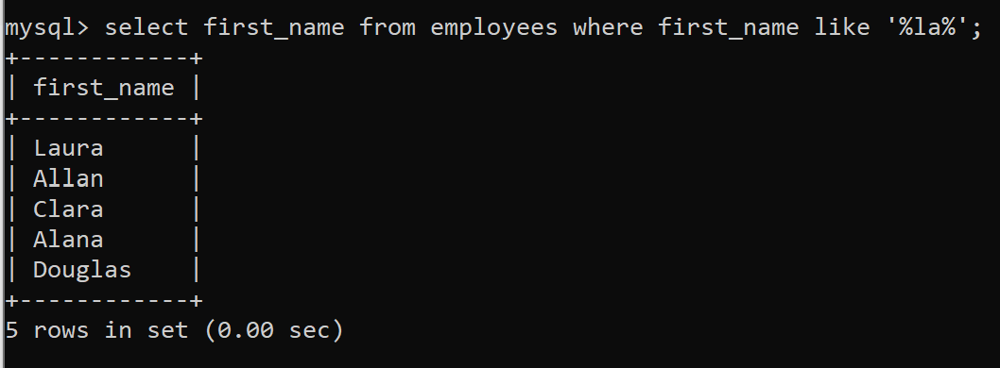 mysql> select first_name from employees where first_name like '%la%';
+------------+
| first_name |
+------------+
| Laura      |
| Allan      |
| Clara      |
| Alana      |
| Douglas    |
+------------+
5 rows in set (0.00 sec)